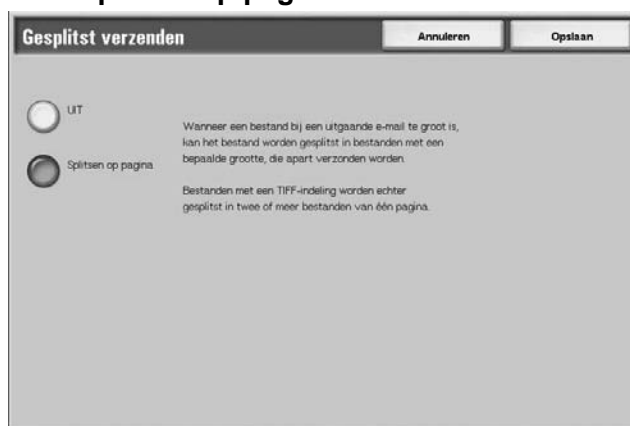 Gesplitst verzenden
Annuleren
Opslaan
UIT
Splitsen op pagina
Wanneer een bestand bij een uitgaande e-mail te groot is,
kan het bestand worden gesplitst in bestanden met een
bepaalde grootte, die apart verzonden worden.
Bestanden met een TIFF-indeling worden echter
gesplitst in twee of meer bestanden van één pagina.